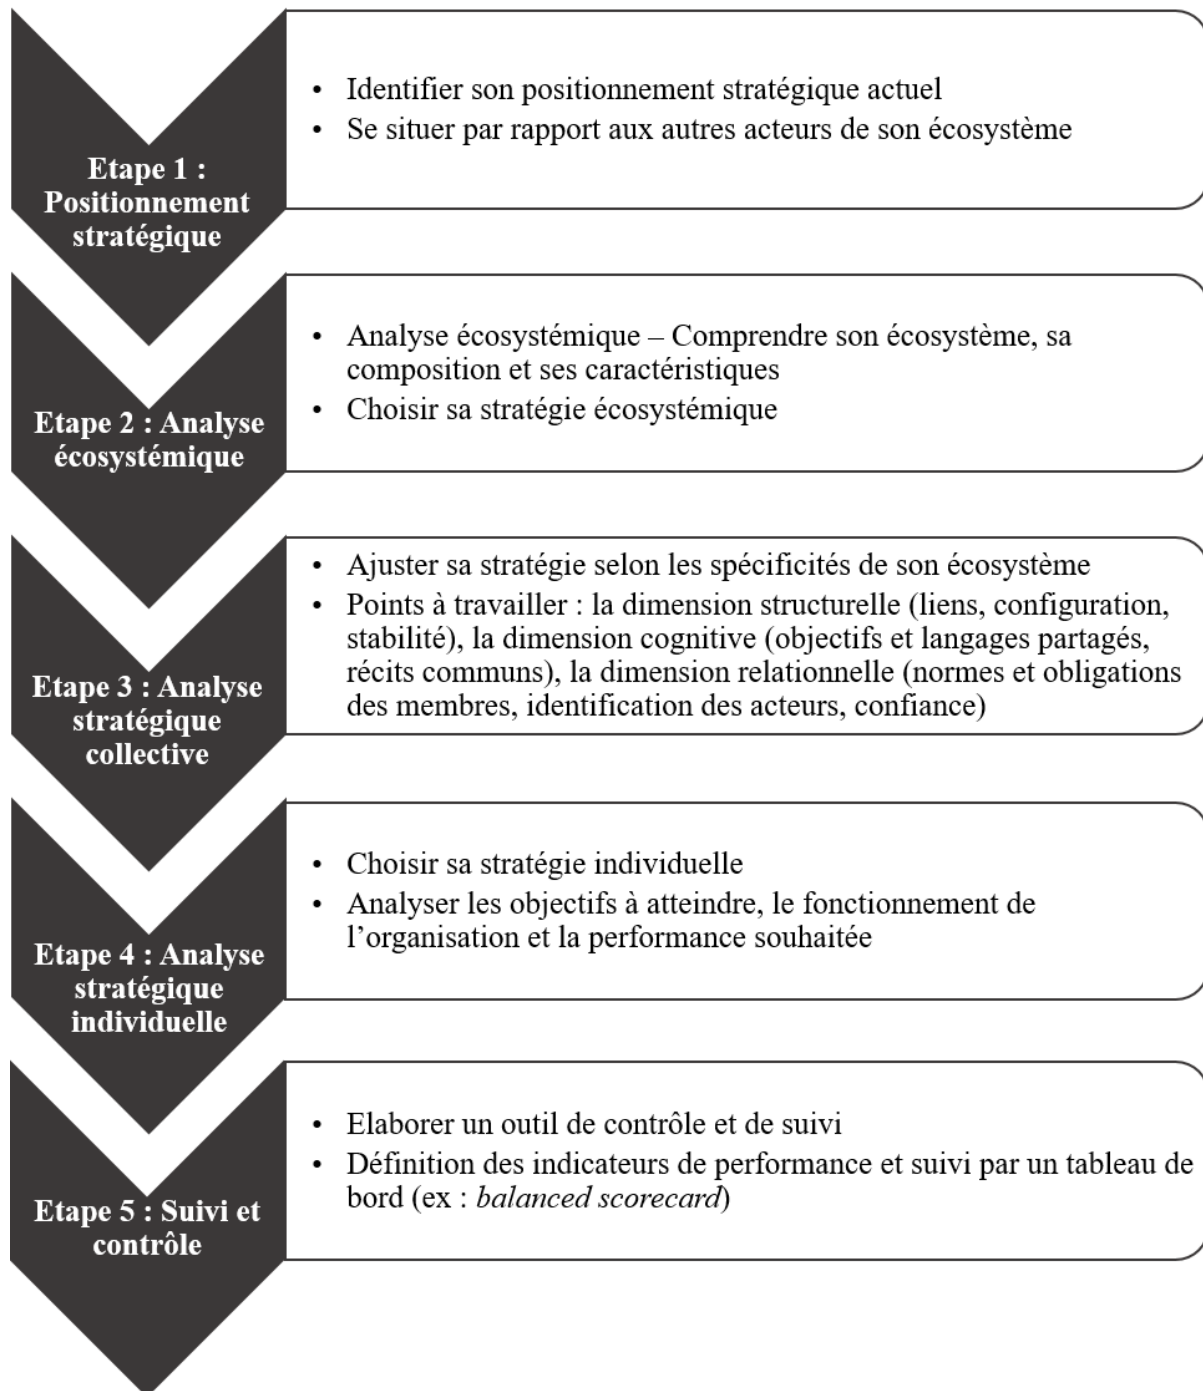 Etape 1 :
Positionnement
stratégique
• Identifier son positionnement stratégique actuel
• Se situer par rapport aux autres acteurs de son écosystème
Etape 2 : Analyse
écosystémique
• Analyse écosystémique – Comprendre son écosystème, sa
composition et ses caractéristiques
• Choisir sa stratégie écosystémique
Etape 3 : Analyse
stratégique
collective
• Ajuster sa stratégie selon les spécificités de son écosystème
• Points à travailler : la dimension structurelle (liens, configuration,
stabilité), la dimension cognitive (objectifs et langages partagés,
récits communs), la dimension relationnelle (normes et obligations
des membres, identification des acteurs, confiance)
Etape 4 : Analyse
stratégique
individuelle
• Choisir sa stratégie individuelle
• Analyser les objectifs à atteindre, le fonctionnement de
l’organisation et la performance souhaitée
Etape 5 : Suivi et
contrôle
• Elaborer un outil de contrôle et de suivi
• Définition des indicateurs de performance et suivi par un tableau de
bord (ex : balanced scorecard)